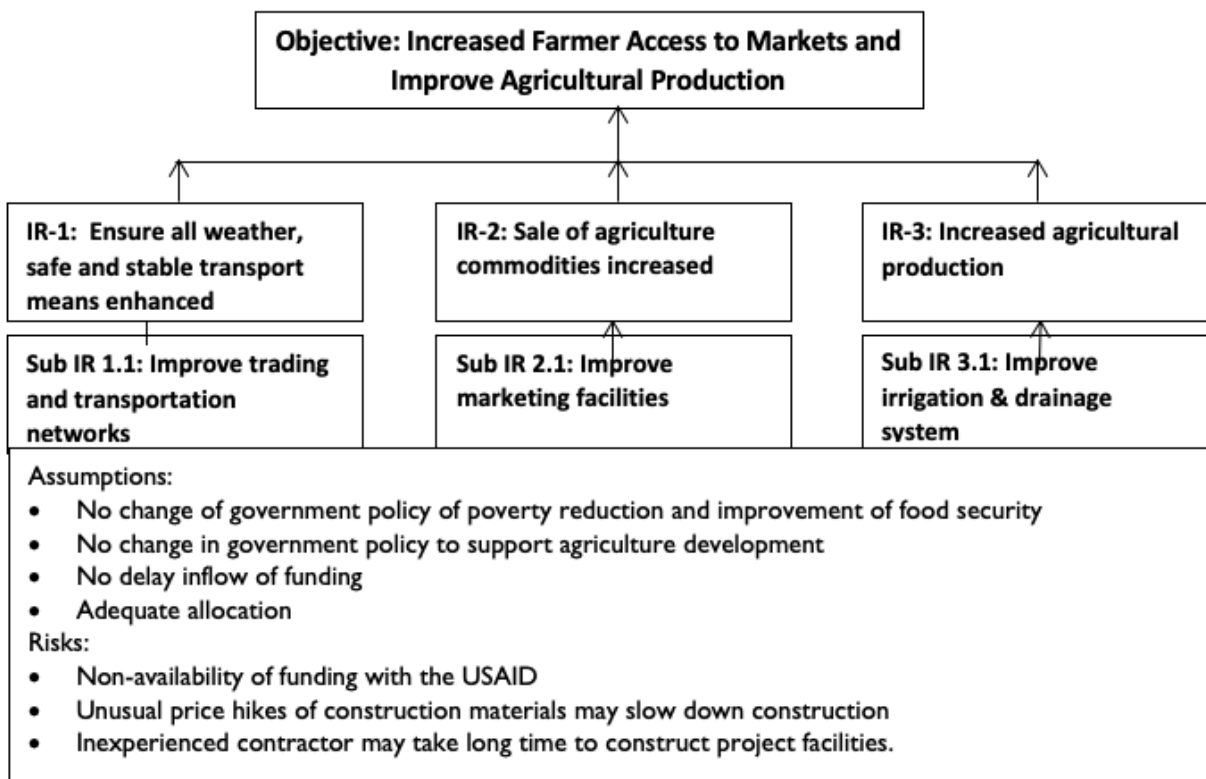 Objective: Increased Farmer Access to Markets and
Improve Agricultural Production
IR-1:  Ensure all weather,
safe and stable transport
means enhanced
IR-2: Sale of agriculture
commodities increased
IR-3: Increased agricultural
production
Sub IR 1.1: Improve trading
and transportation
networks
Sub IR 2.1: Improve
marketing facilities
Sub IR 3.1: Improve
irrigation & drainage
system
Assumptions:
• No change of government policy of poverty reduction and improvement of food security
• No change in government policy to support agriculture development
• No delay inflow of funding
• Adequate allocation
Risks:
• Non-availability of funding with the USAID
• Unusual price hikes of construction materials may slow down construction
• Inexperienced contractor may take long time to construct project facilities.